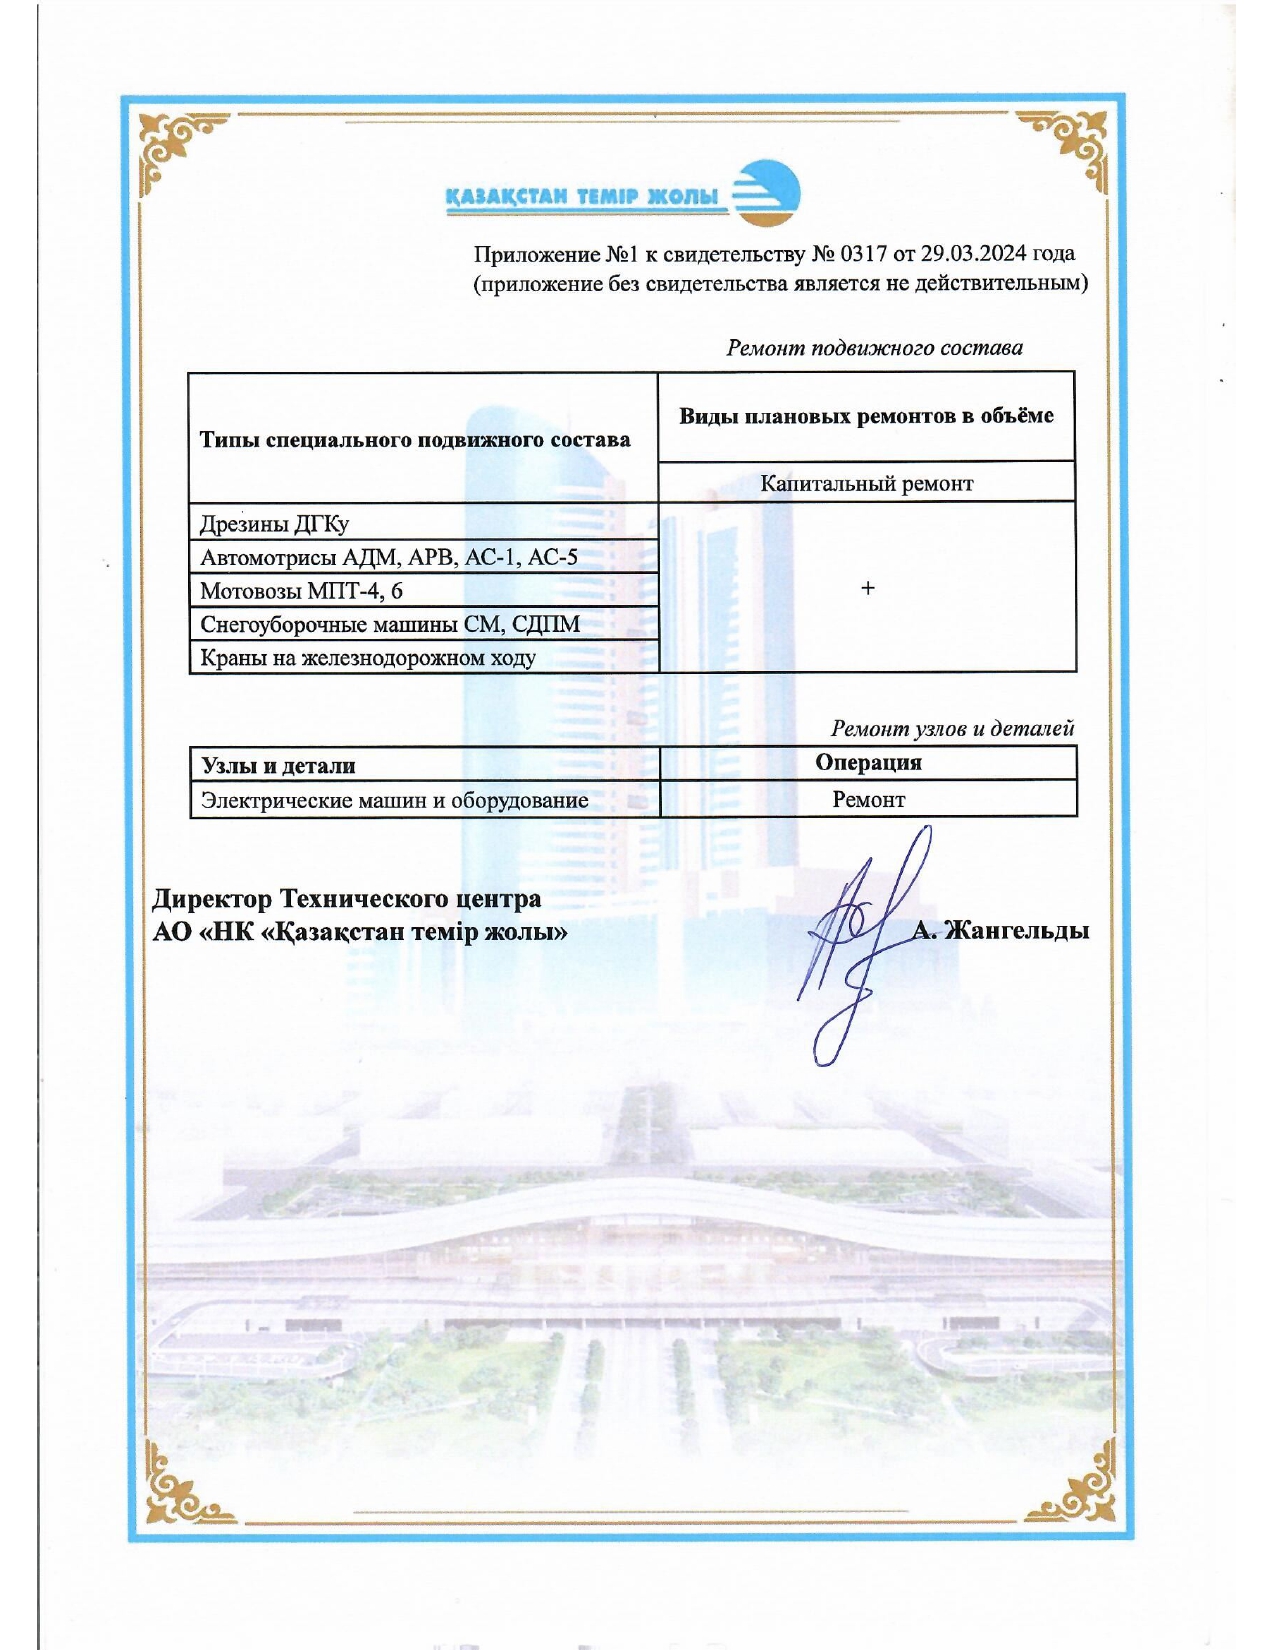 ҚАЗАҚСТАН ТЕМІР ЖОЛЫ
Приложение №1 к свидетельству № 0317 от 29.03.2024 года
(приложение без свидетельства является не действительным)
Ремонт подвижного состава
Типы специального подвижного состава
Виды плановых ремонтов в объёме
Капитальный ремонт
Дрезины ДГКу
Автомотрисы АДМ, АРВ, АС-1, АС-5
Мотовозы МПТ-4, 6
Снегоуборочные машины СМ, СДПМ
Краны на железнодорожном ходу
+
Ремонт узлов и деталей
Узлы и детали Операция
Электрические машин и оборудование Ремонт
Директор Технического центра
АО «НК «Қазақстан темір жолы» А. Жангельды